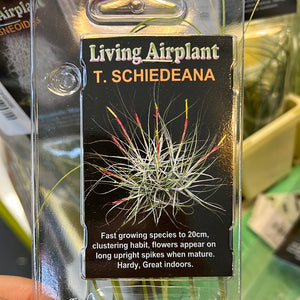 Living Airplant
T. SCHIEDEANA
Fast growing species to 20cm,
clustering habit, flowers appear on
long upright spikes when mature.
Hardy, Great indoors.